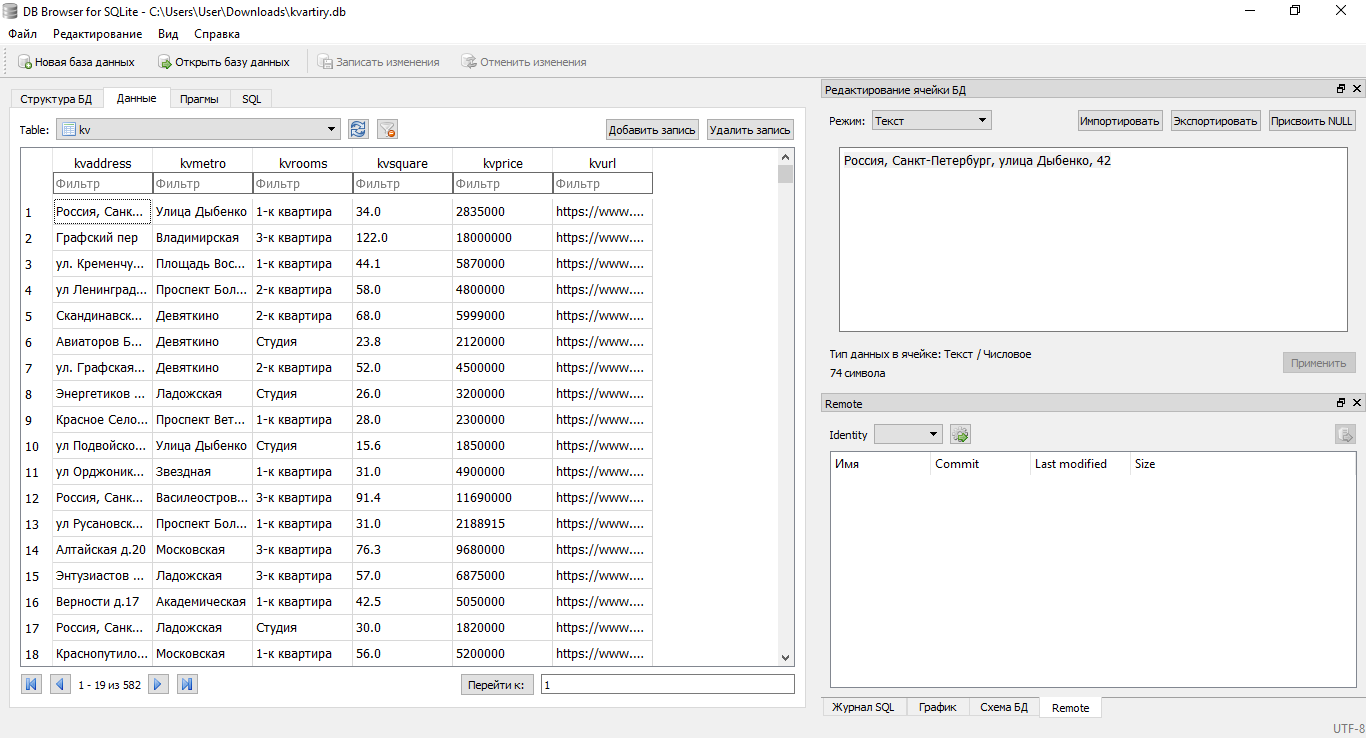 DB Browser for SQLite - C:\Users\User\Downloads\kvartiry.db
Файл Редактирование Вид Справка
Новая база данных Открыть базу данных Записать изменения Отменить изменения
Структура БД Данные Прагмы SQL
Table: kv Добавить запись Удалить запись
kvaddress kvmetro kvrooms kvsquare kvprice kvurl
Фильтр Фильтр Фильтр Фильтр Фильтр Фильтр
1 Россия, Санк... Улица Дыбенко 1-к квартира 34.0 2835000 https://www....
2 Графский пер Владимирская 3-к квартира 122.0 18000000 https://www....
3 ул. Кременчу... Площадь Вос... 1-к квартира 44.1 5870000 https://www....
4 ул Ленинград... Проспект Бол... 2-к квартира 58.0 4800000 https://www....
5 Скандинавск... Девяткино 2-к квартира 68.0 5999000 https://www....
6 Авиаторов Б... Девяткино Студия 23.8 2120000 https://www....
7 ул. Графская... Девяткино 2-к квартира 52.0 4500000 https://www....
8 Энергетиков ... Ладожская Студия 26.0 3200000 https://www....
9 Красное Село... Проспект Вет... 1-к квартира 28.0 2300000 https://www....
10 ул Подвойско... Улица Дыбенко Студия 15.6 1850000 https://www....
11 ул Орджоник... Звездная 1-к квартира 31.0 4900000 https://www....
12 Россия, Санк... Василеостров... 3-к квартира 91.4 11690000 https://www....
13 ул Русановск... Проспект Бол... 1-к квартира 31.0 2188915 https://www....
14 Алтайская д.20 Московская 3-к квартира 76.3 9680000 https://www....
15 Энтузиастов ... Ладожская 3-к квартира 57.0 6875000 https://www....
16 Верности д.17 Академическая 1-к квартира 42.5 5050000 https://www....
17 Россия, Санк... Ладожская Студия 30.0 1820000 https://www....
18 Краснопутило... Московская 1-к квартира 56.0 5200000 https://www....
1 - 19 из 582 Перейти к: 1
Редактирование ячейки БД
Режим: Текст Импортировать Экспортировать Присвоить NULL
Россия, Санкт-Петербург, улица Дыбенко, 42
Тип данных в ячейке: Текст / Числовое
74 символа
Применить
Remote
Identity
Имя Commit Last modified Size
Журнал SQL График Схема БД Remote
UTF-8